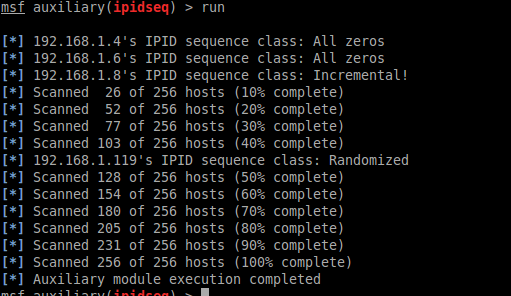 msf auxiliary(ipidseq) > run
[*] 192.168.1.4's IPID sequence class: All zeros
[*] 192.168.1.6's IPID sequence class: All zeros
[*] 192.168.1.8's IPID sequence class: Incremental!
[*] Scanned  26 of 256 hosts (10% complete)
[*] Scanned  52 of 256 hosts (20% complete)
[*] Scanned  77 of 256 hosts (30% complete)
[*] Scanned 103 of 256 hosts (40% complete)
[*] 192.168.1.119's IPID sequence class: Randomized
[*] Scanned 128 of 256 hosts (50% complete)
[*] Scanned 154 of 256 hosts (60% complete)
[*] Scanned 180 of 256 hosts (70% complete)
[*] Scanned 205 of 256 hosts (80% complete)
[*] Scanned 231 of 256 hosts (90% complete)
[*] Scanned 256 of 256 hosts (100% complete)
[*] Auxiliary module execution completed
msf auxiliary(ipidseq) >